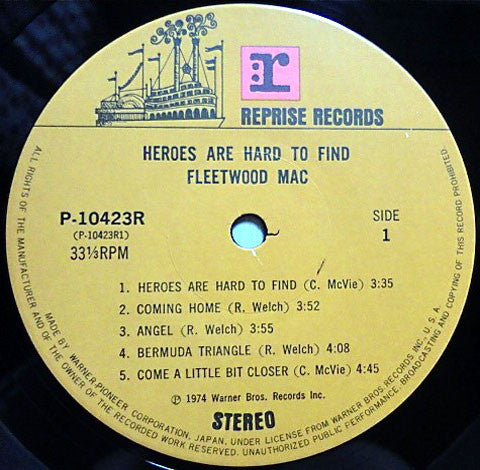 r
REPRISE RECORDS
HEROES ARE HARD TO FIND
FLEETWOOD MAC
P-10423R
(P-10423R1)
33⅓RPM
SIDE
1
1. HEROES ARE HARD TO FIND (C. McVie) 3:35
2. COMING HOME (R. Welch) 3:52
3. ANGEL (R. Welch) 3:55
4. BERMUDA TRIANGLE (R. Welch) 4:08
5. COME A LITTLE BIT CLOSER (C. McVie) 4:45
℗ 1974 Warner Bros. Records Inc.
STEREO
MADE BY WARNER-PIONEER CORPORATION, JAPAN, UNDER LICENSE FROM WARNER BROS. RECORDS INC. U.S.A.
ALL RIGHTS OF THE MANUFACTURER AND OF THE OWNER OF THE RECORDED WORK RESERVED. UNAUTHORIZED PUBLIC PERFORMANCE, BROADCASTING AND COPYING OF THIS RECORD PROHIBITED.